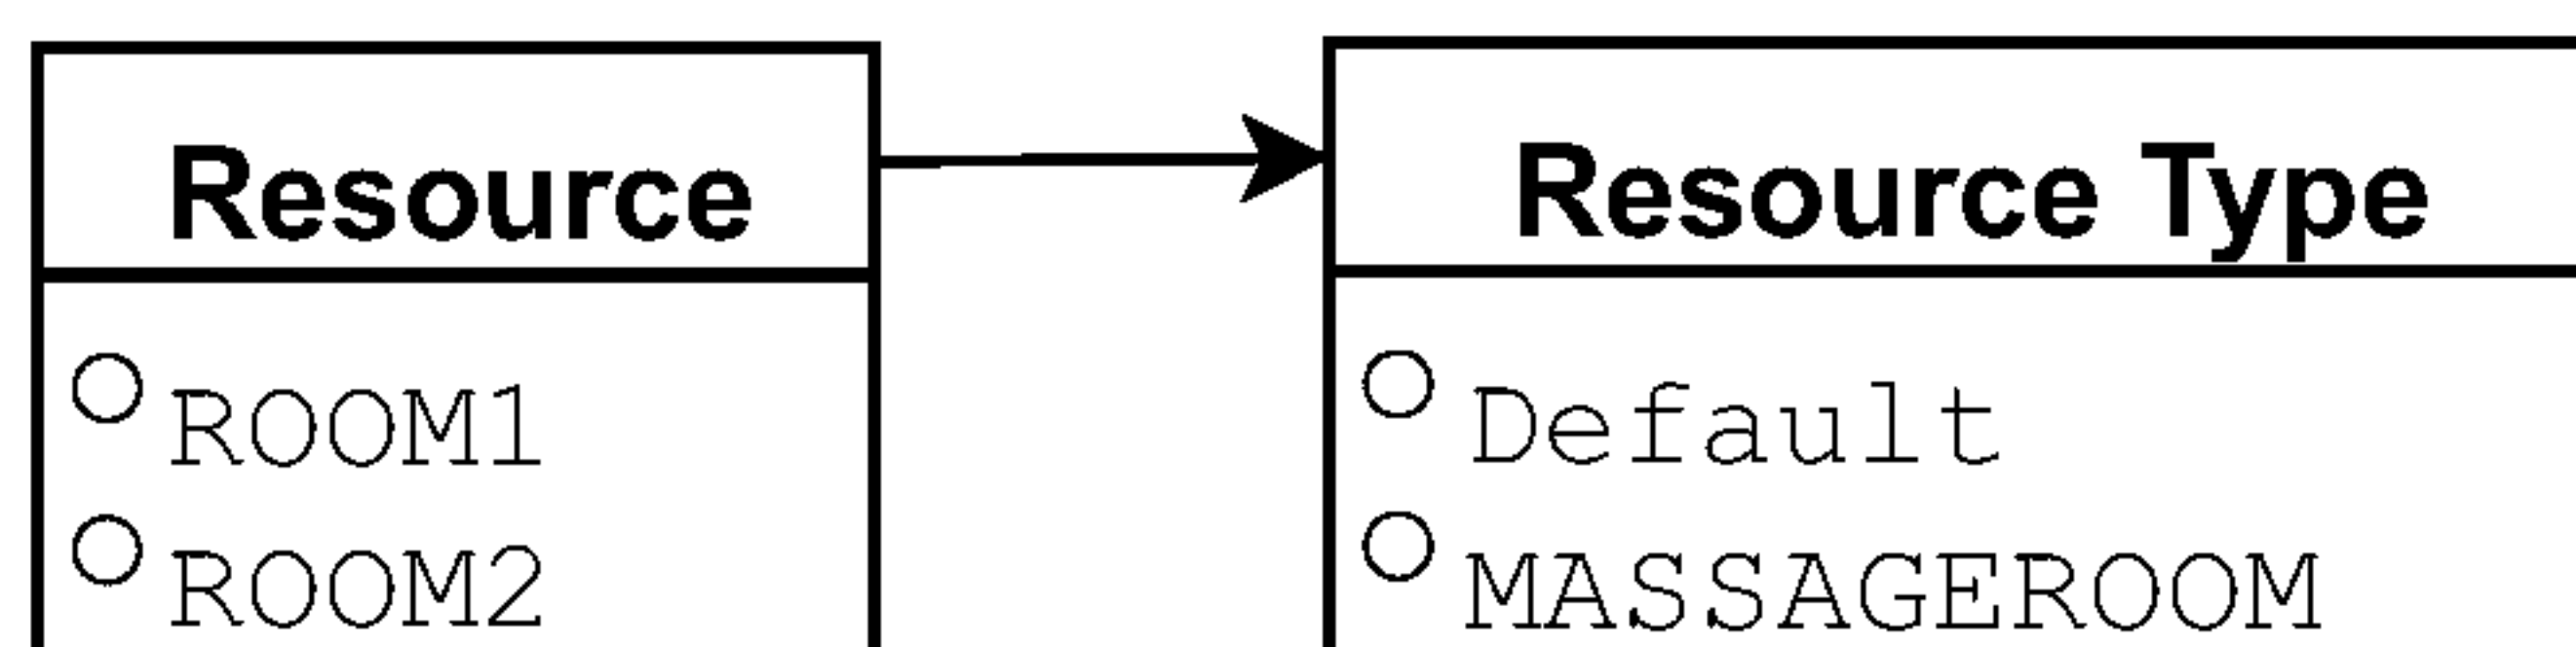 Resource
ROOM1
ROOM2
Resource Type
Default
MASSAGEROOM